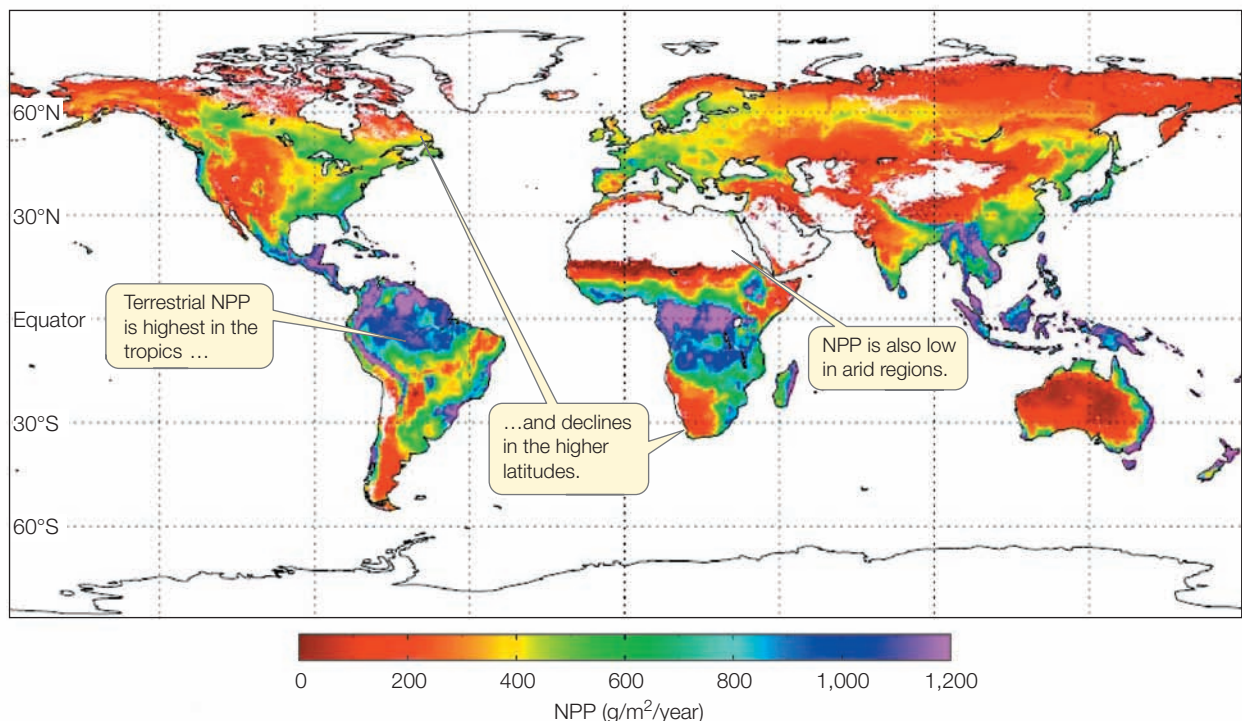 60°N
30°N
Equator
30°S
60°S
Terrestrial NPP
is highest in the
tropics …
…and declines
in the higher
latitudes.
NPP is also low
in arid regions.
0 200 400 600 800 1,000 1,200
NPP (g/m²/year)